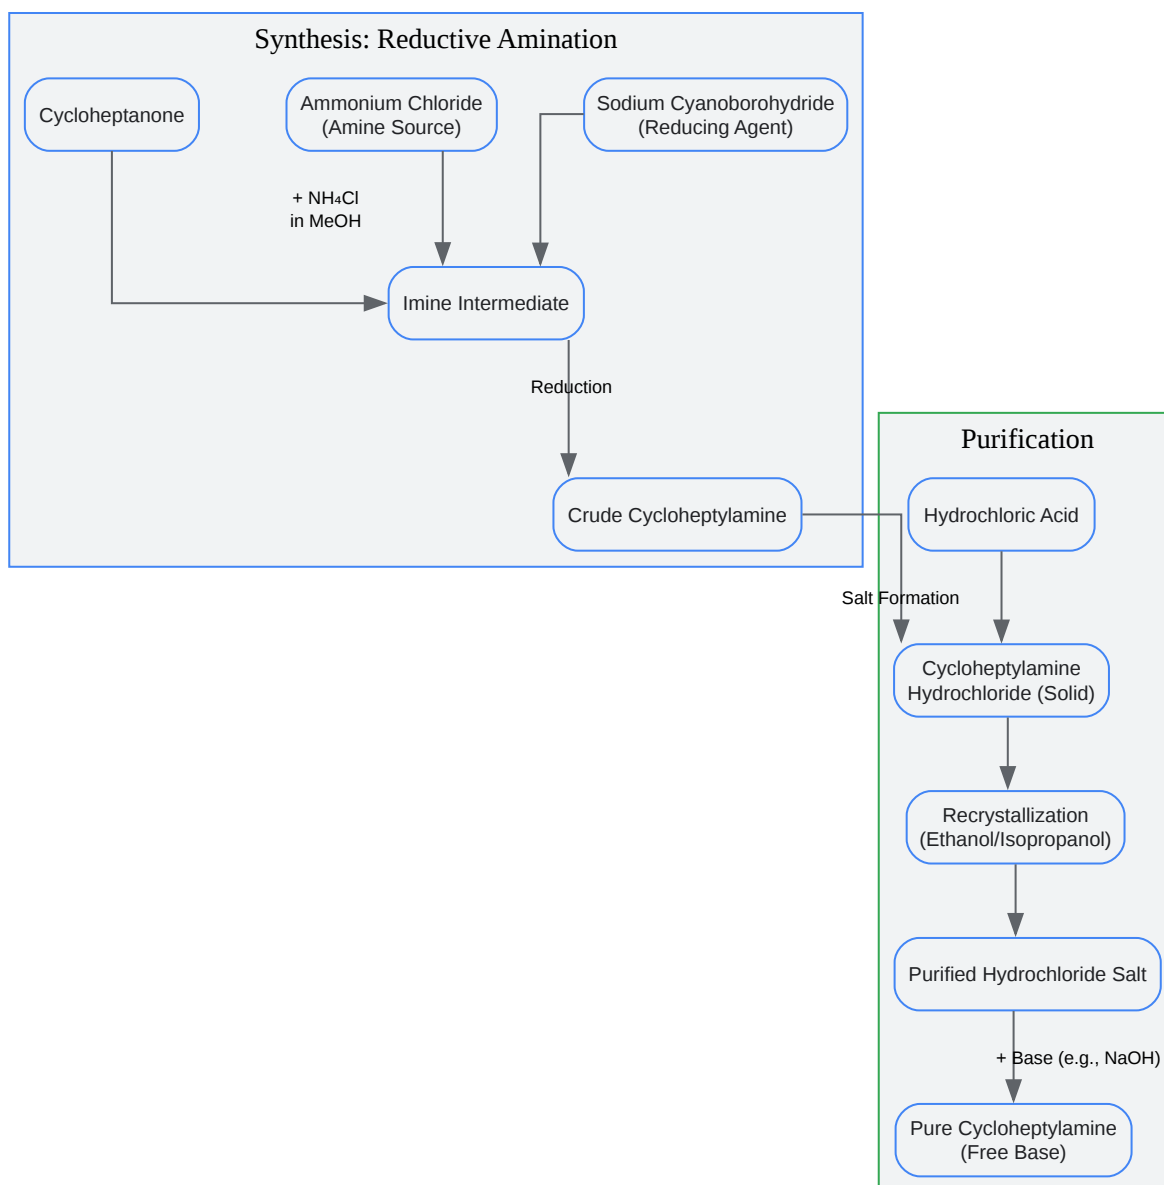 Synthesis: Reductive Amination
Cycloheptanone
Ammonium Chloride
(Amine Source)
Sodium Cyanoborohydride
(Reducing Agent)
+ NH₄Cl
in MeOH
Imine Intermediate
Reduction
Crude Cycloheptylamine
Purification
Hydrochloric Acid
Salt Formation
Cycloheptylamine
Hydrochloride (Solid)
Recrystallization
(Ethanol/Isopropanol)
Purified Hydrochloride Salt
+ Base (e.g., NaOH)
Pure Cycloheptylamine
(Free Base)